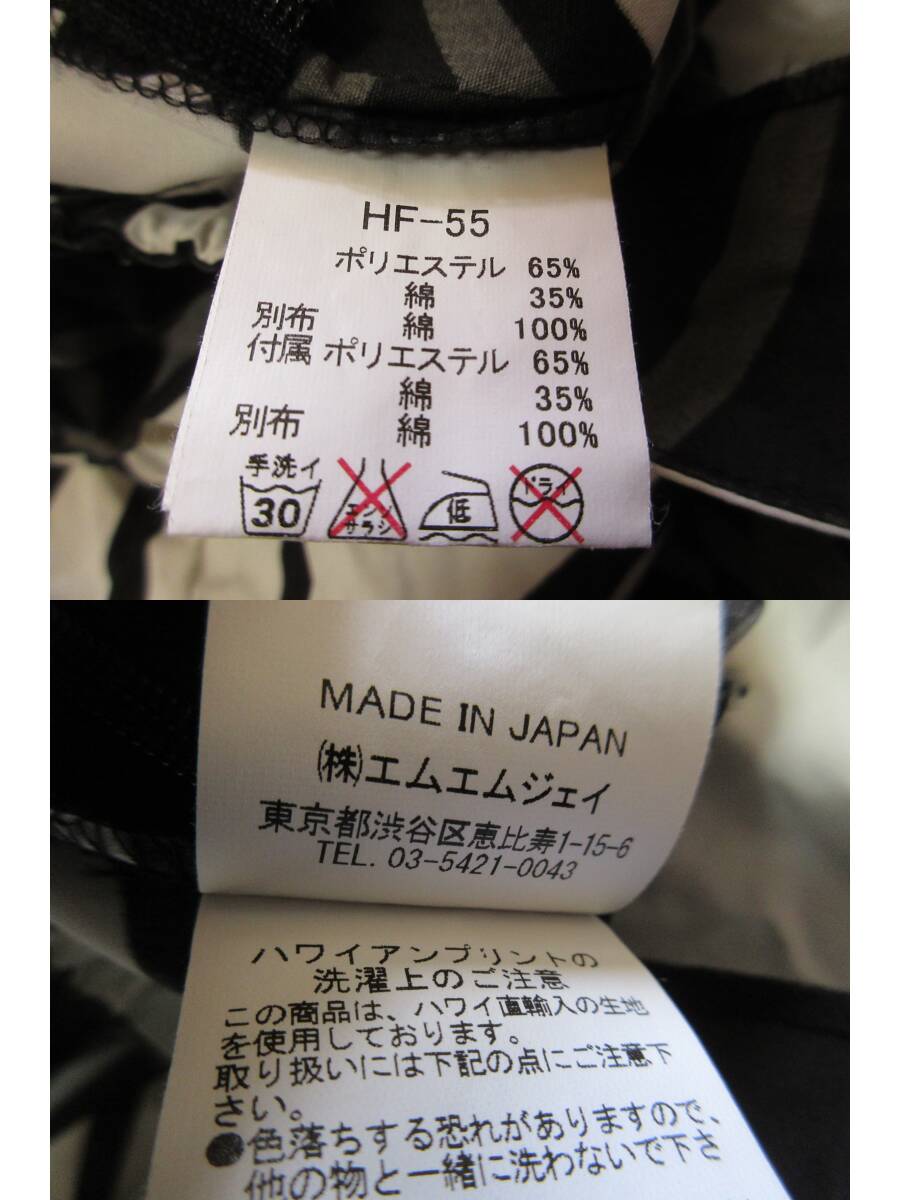 HF-55
ポリエステル 65%
綿 35%
別布 綿 100%
付属 ポリエステル 65%
綿 35%
別布 綿 100%
手洗イ
30
エンソ
サラシ
低
ドライ
MADE IN JAPAN
(株)エムエムジェイ
東京都渋谷区恵比寿1-15-6
TEL. 03-5421-0043
ハワイアンプリントの
洗濯上のご注意
この商品は、ハワイ直輸入の生地
を使用しております。
取り扱いには下記の点にご注意下
さい。
●色落ちする恐れがありますので、
他の物と一緒に洗わないで下さ